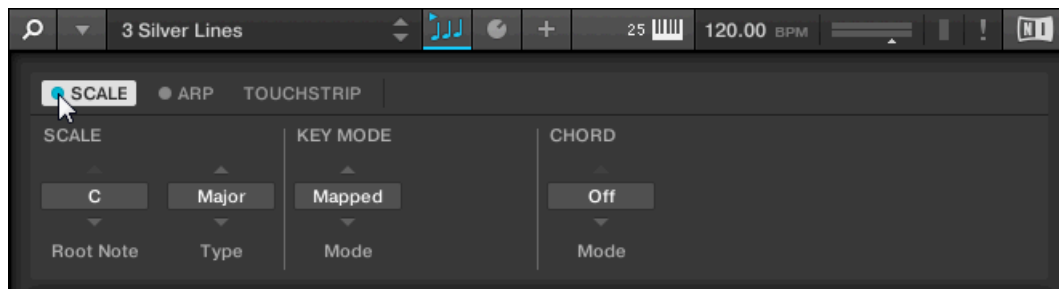 3 Silver Lines 25 120.00 BPM ! NI
SCALE ARP TOUCHSTRIP
SCALE KEY MODE CHORD
C Major Mapped Off
Root Note Type Mode Mode